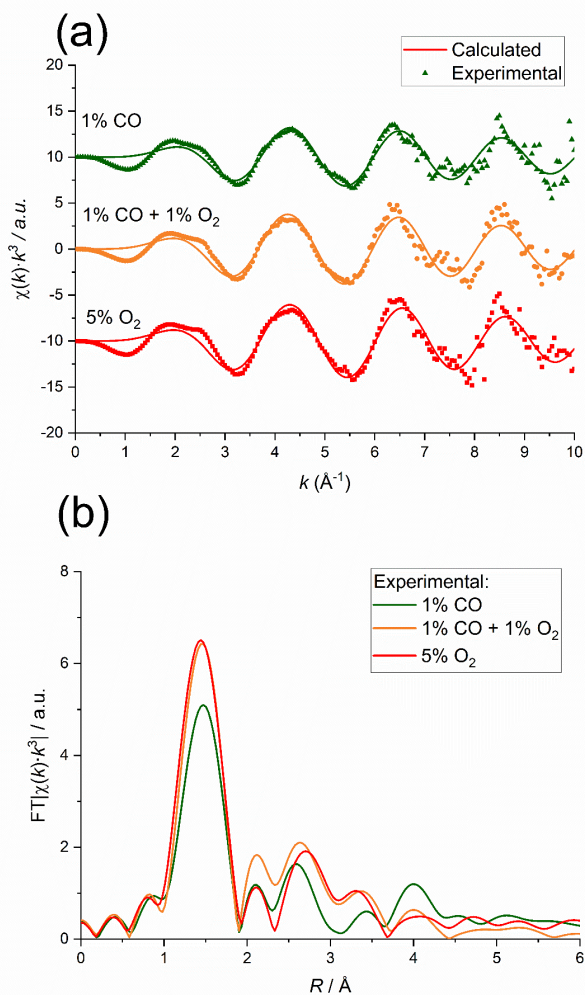 (a)
Calculated
Experimental
20
15
10
5
0
-5
-10
-15
-20
1% CO
1% CO + 1% O₂
5% O₂
χ(k)·k³ / a.u.
0 1 2 3 4 5 6 7 8 9 10
k (Å⁻¹)
(b)
Experimental:
1% CO
1% CO + 1% O₂
5% O₂
8
6
4
2
0
FT|χ(k)·k³| / a.u.
0 1 2 3 4 5 6
R / Å